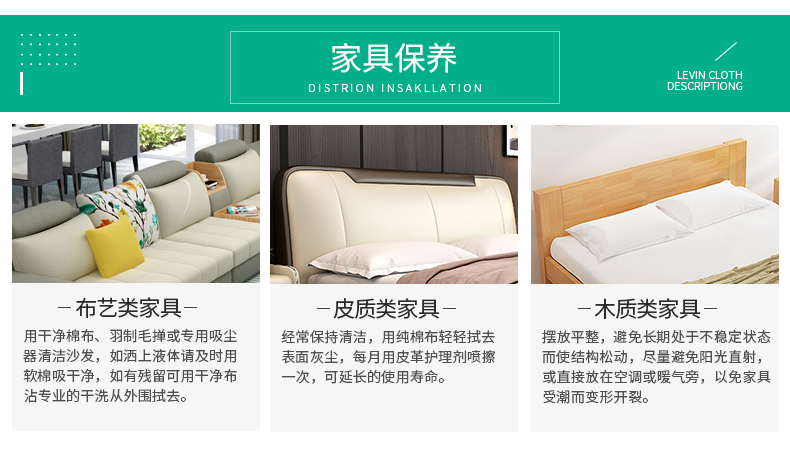 家具保养
DISTRION INSAKLLATION
LEVIN CLOTH
DESCRIPTIONG
布艺类家具
用干净棉布、羽制毛掸或专用吸尘
器清洁沙发，如洒上液体请及时用
软棉吸干净，如有残留可用干净布
沾专业的干洗从外围拭去。
皮质类家具
经常保持清洁，用纯棉布轻轻拭去
表面灰尘，每月用皮革护理剂喷擦
一次，可延长的使用寿命。
木质类家具
摆放平整，避免长期处于不稳定状态
而使结构松动，尽量避免阳光直射，
或直接放在空调或暖气旁，以免家具
受潮而变形开裂。